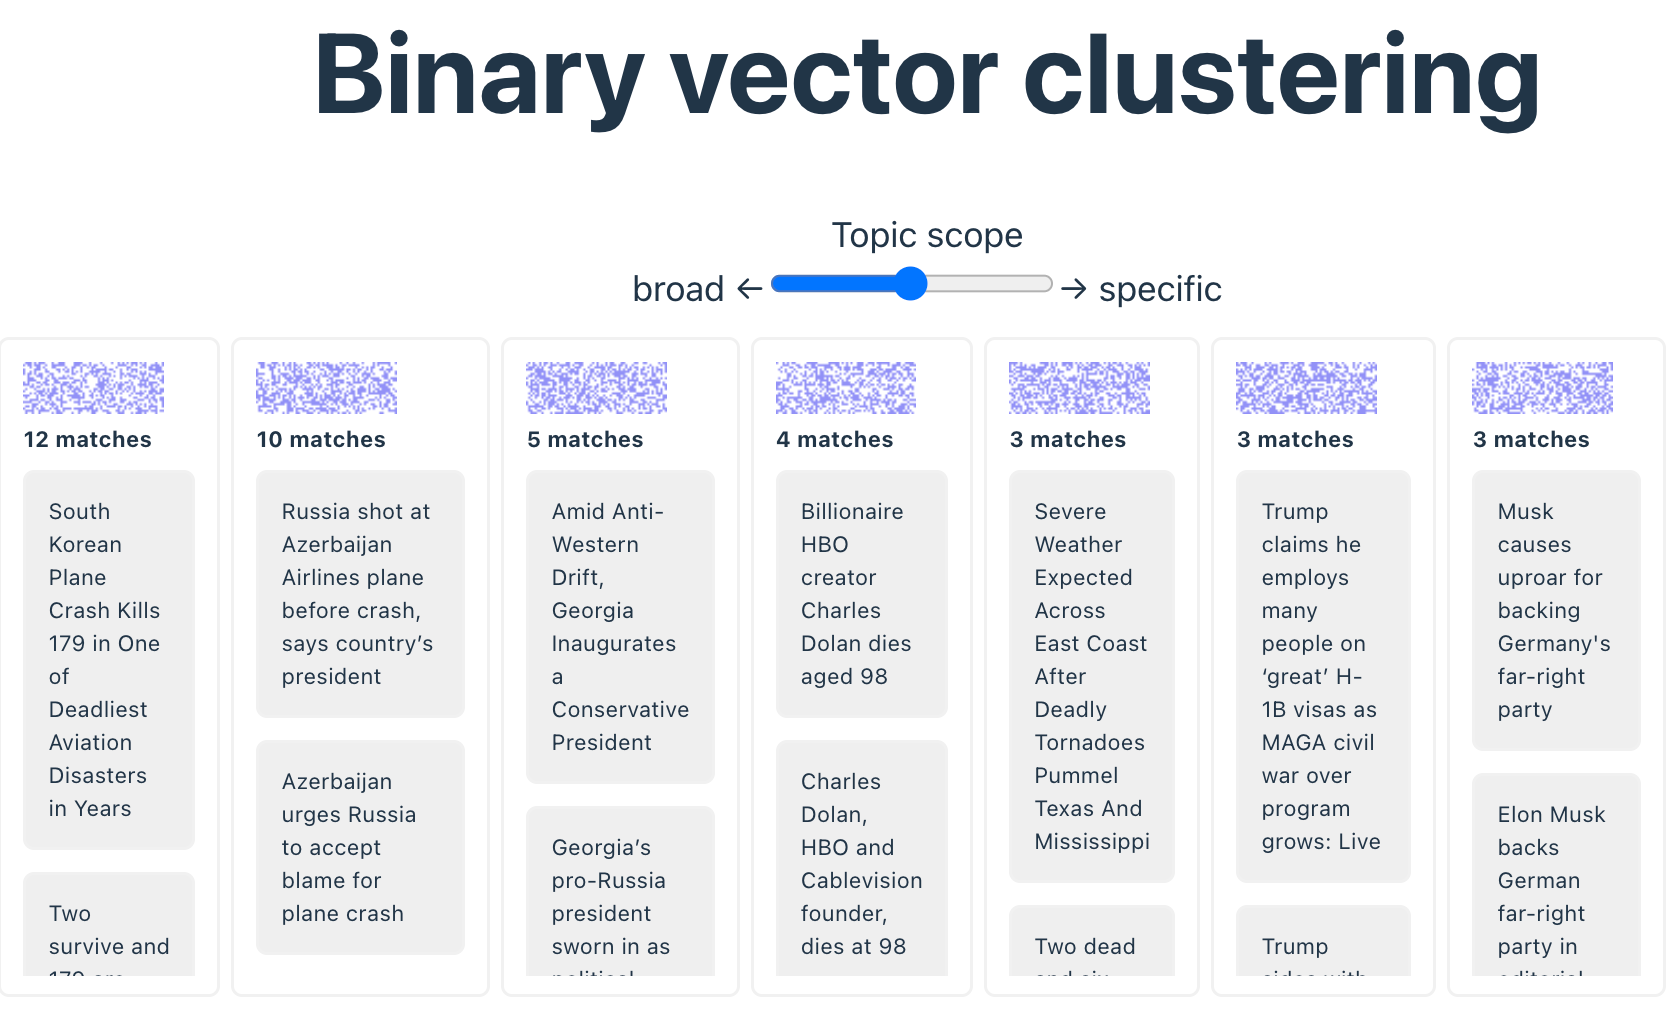 Binary vector clustering
Topic scope
broad ← → specific
12 matches
South
Korean
Plane
Crash Kills
179 in One
of
Deadliest
Aviation
Disasters
in Years
Two
survive and
10 matches
Russia shot at
Azerbaijan
Airlines plane
before crash,
says country’s
president
Azerbaijan
urges Russia
to accept
blame for
plane crash
5 matches
Amid Anti-
Western
Drift,
Georgia
Inaugurates
a
Conservative
President
Georgia’s
pro-Russia
president
sworn in as
political
4 matches
Billionaire
HBO
creator
Charles
Dolan dies
aged 98
Charles
Dolan,
HBO and
Cablevision
founder,
dies at 98
3 matches
Severe
Weather
Expected
Across
East Coast
After
Deadly
Tornadoes
Pummel
Texas And
Mississippi
Two dead
and six
3 matches
Trump
claims he
employs
many
people on
‘great’ H-
1B visas as
MAGA civil
war over
program
grows: Live
Trump
sides with
3 matches
Musk
causes
uproar for
backing
Germany's
far-right
party
Elon Musk
backs
German
far-right
party in
editorial